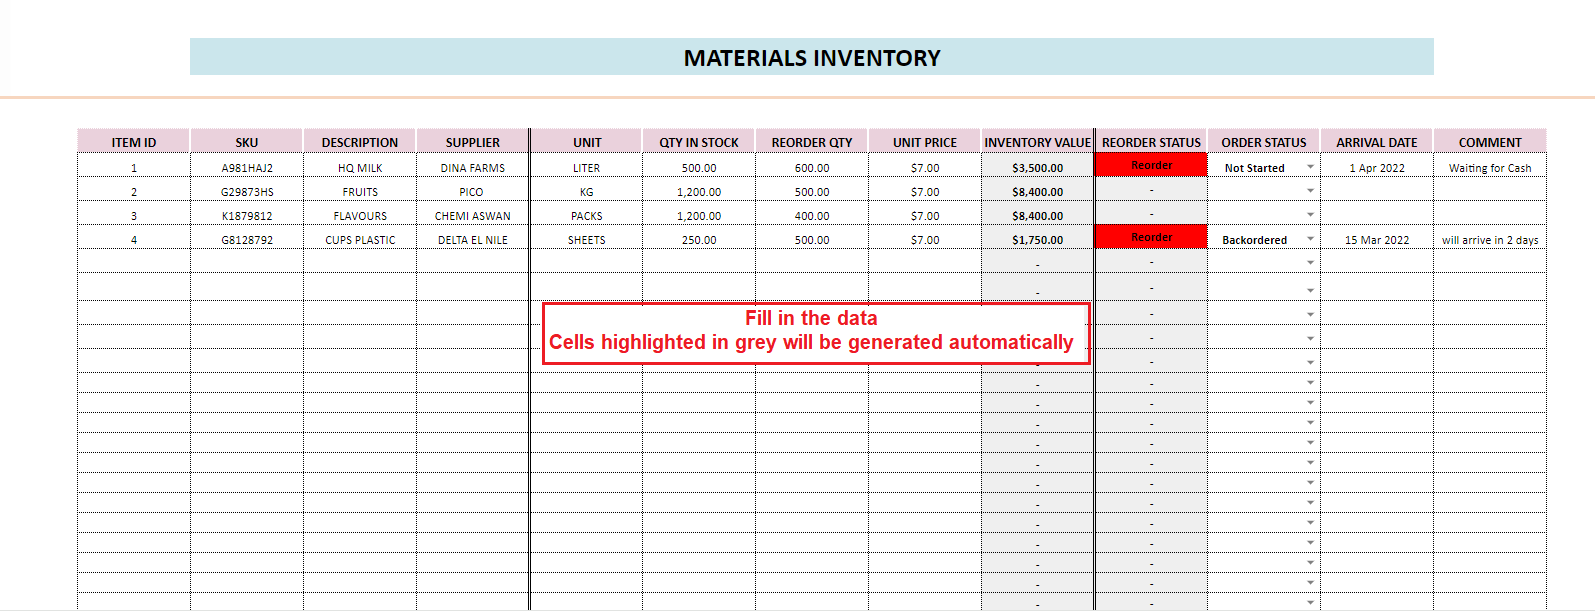 MATERIALS INVENTORY
ITEM ID SKU DESCRIPTION SUPPLIER UNIT QTY IN STOCK REORDER QTY UNIT PRICE INVENTORY VALUE REORDER STATUS ORDER STATUS ARRIVAL DATE COMMENT
1 A981HAJ2 HQ MILK DINA FARMS LITER 500.00 600.00 $7.00 $3,500.00 Reorder Not Started 1 Apr 2022 Waiting for Cash
2 G29873HS FRUITS PICO KG 1,200.00 500.00 $7.00 $8,400.00 -
3 K1879812 FLAVOURS CHEMI ASWAN PACKS 1,200.00 400.00 $7.00 $8,400.00 -
4 G8128792 CUPS PLASTIC DELTA EL NILE SHEETS 250.00 500.00 $7.00 $1,750.00 Reorder Backordered 15 Mar 2022 will arrive in 2 days
- -
- -
-
Fill in the data
-
Cells highlighted in grey will be generated automatically
- -
- -
- -
- -
- -
- -
- -
- -
- -
- -
- -
- -
- -